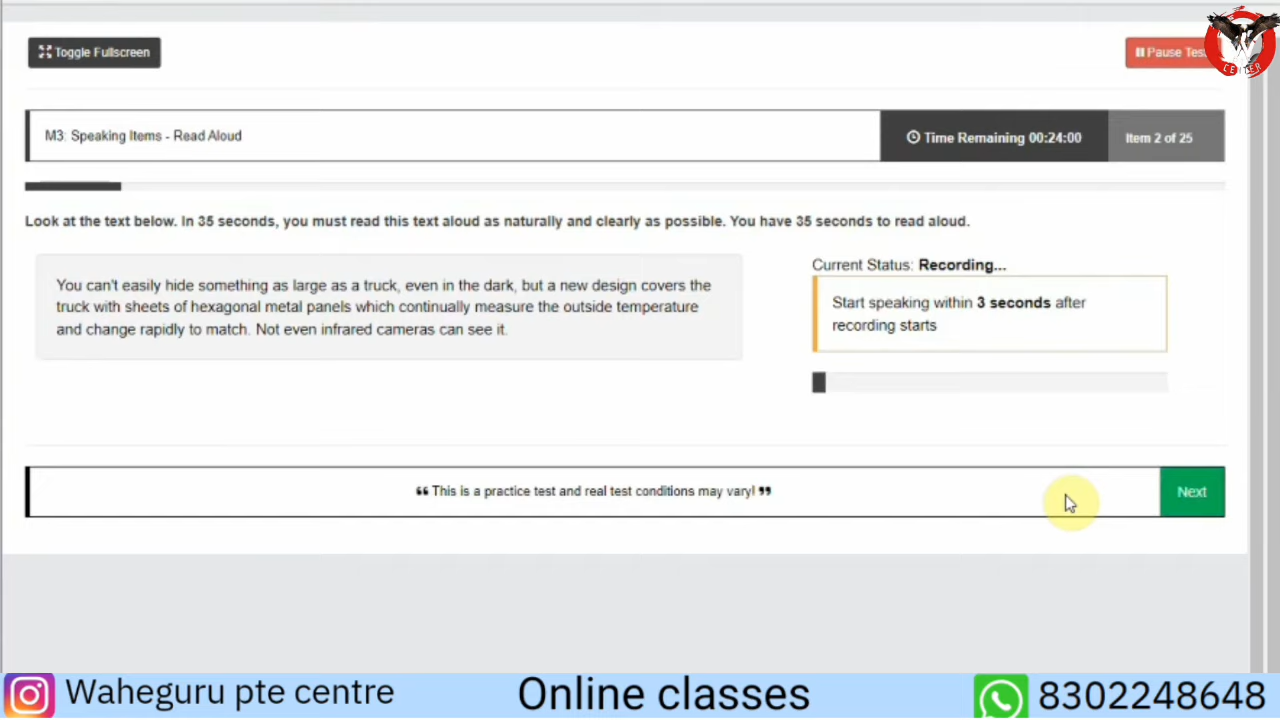 Toggle Fullscreen
Pause Tes
CENTER
M3: Speaking Items - Read Aloud
Time Remaining 00:24:00
Item 2 of 25
Look at the text below. In 35 seconds, you must read this text aloud as naturally and clearly as possible. You have 35 seconds to read aloud.
You can't easily hide something as large as a truck, even in the dark, but a new design covers the
truck with sheets of hexagonal metal panels which continually measure the outside temperature
and change rapidly to match. Not even infrared cameras can see it.
Current Status: Recording...
Start speaking within 3 seconds after
recording starts
❝ This is a practice test and real test conditions may vary! ❞
Next
Waheguru pte centre
Online classes
8302248648